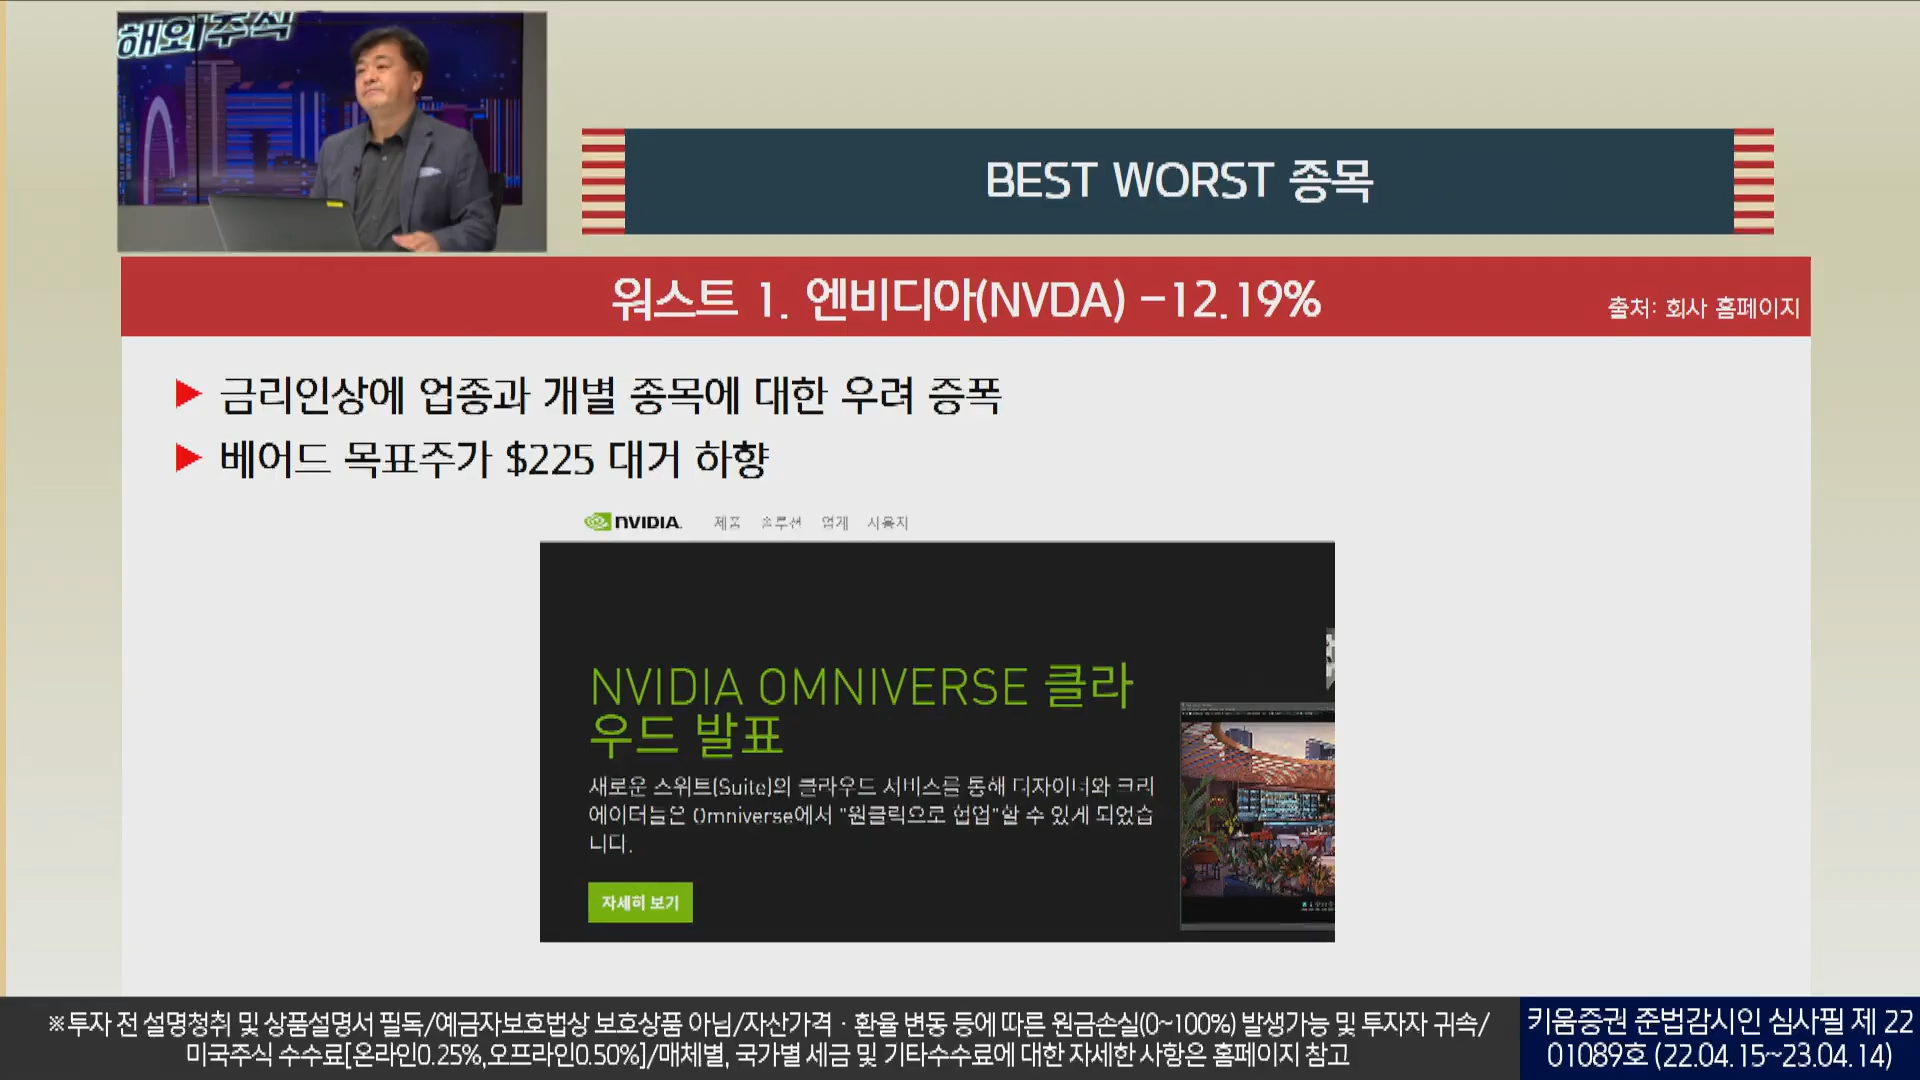 해외주식
BEST WORST 종목
워스트 1. 엔비디아(NVDA) -12.19%
출처: 회사 홈페이지
▶ 금리인상에 업종과 개별 종목에 대한 우려 증폭
▶ 베어드 목표주가 $225 대거 하향
NVIDIA. 제품 솔루션 업계 사용자
NVIDIA OMNIVERSE 클라
우드 발표
새로운 스위트(Suite)의 클라우드 서비스를 통해 디자이너와 크리
에이터들은 Omniverse에서 "원클릭으로 협업"할 수 있게 되었습
니다.
자세히 보기
※투자 전 설명청취 및 상품설명서 필독/예금자보호법상 보호상품 아님/자산가격·환율 변동 등에 따른 원금손실(0~100%) 발생가능 및 투자자 귀속/
미국주식 수수료[온라인0.25%,오프라인0.50%]/매체별, 국가별 세금 및 기타수수료에 대한 자세한 사항은 홈페이지 참고
키움증권 준법감시인 심사필 제 22
01089호 (22.04.15~23.04.14)